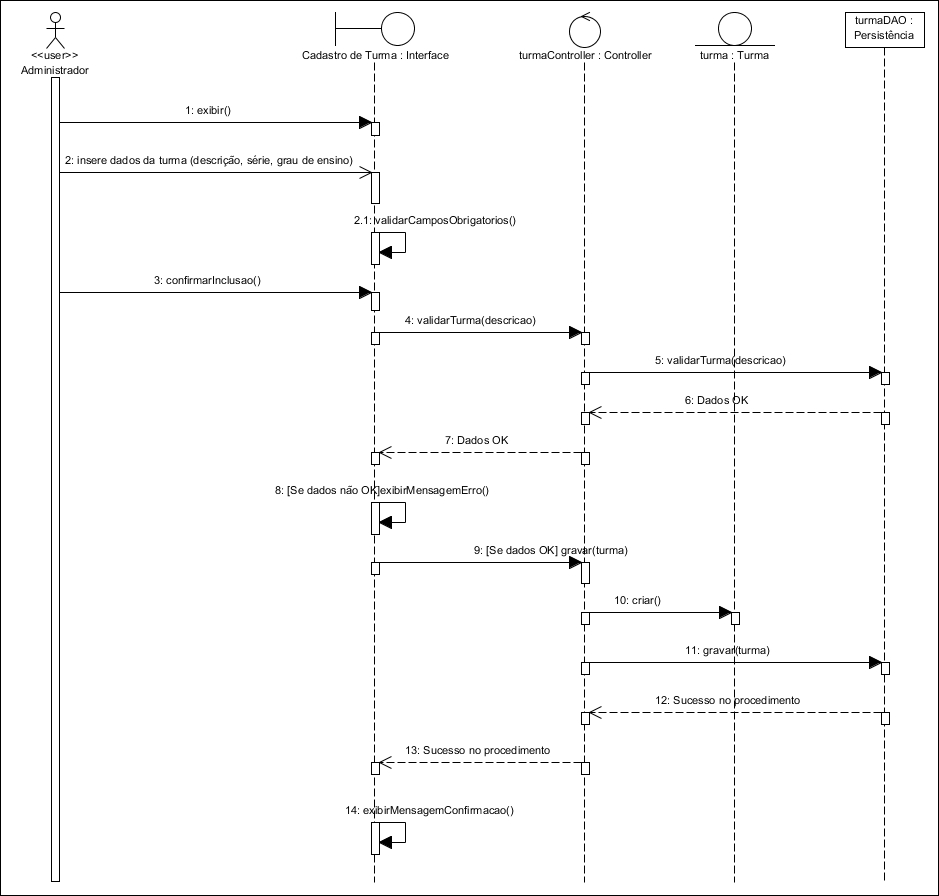 <<user>>
Administrador
Cadastro de Turma : Interface
turmaController : Controller
turma : Turma
turmaDAO :
Persistência
1: exibir()
2: insere dados da turma (descrição, série, grau de ensino)
2.1: validarCamposObrigatorios()
3: confirmarInclusao()
4: validarTurma(descricao)
5: validarTurma(descricao)
6: Dados OK
7: Dados OK
8: [Se dados não OK]exibirMensagemErro()
9: [Se dados OK] gravar(turma)
10: criar()
11: gravar(turma)
12: Sucesso no procedimento
13: Sucesso no procedimento
14: exibirMensagemConfirmacao()